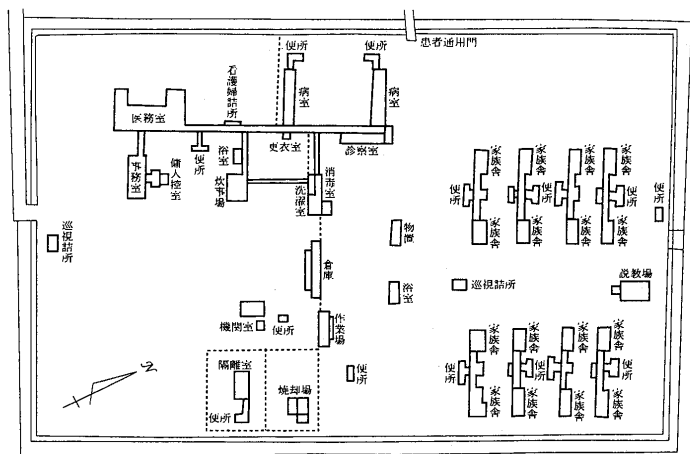 患者通用門
便所
便所
看護婦詰所
病室
病室
医務室
便所
浴室
更衣室
診察室
事務室
傭人控室
炊事場
洗濯室
消毒室
家族舎
家族舎
家族舎
家族舎
便所
便所
便所
便所
便所
家族舎
家族舎
家族舎
家族舎
巡視詰所
物置
倉庫
浴室
巡視詰所
説教場
機関室
便所
作業場
隔離室
焼却場
便所
便所
家族舎
家族舎
家族舎
家族舎
便所
便所
便所
便所
家族舎
家族舎
家族舎
家族舎
N